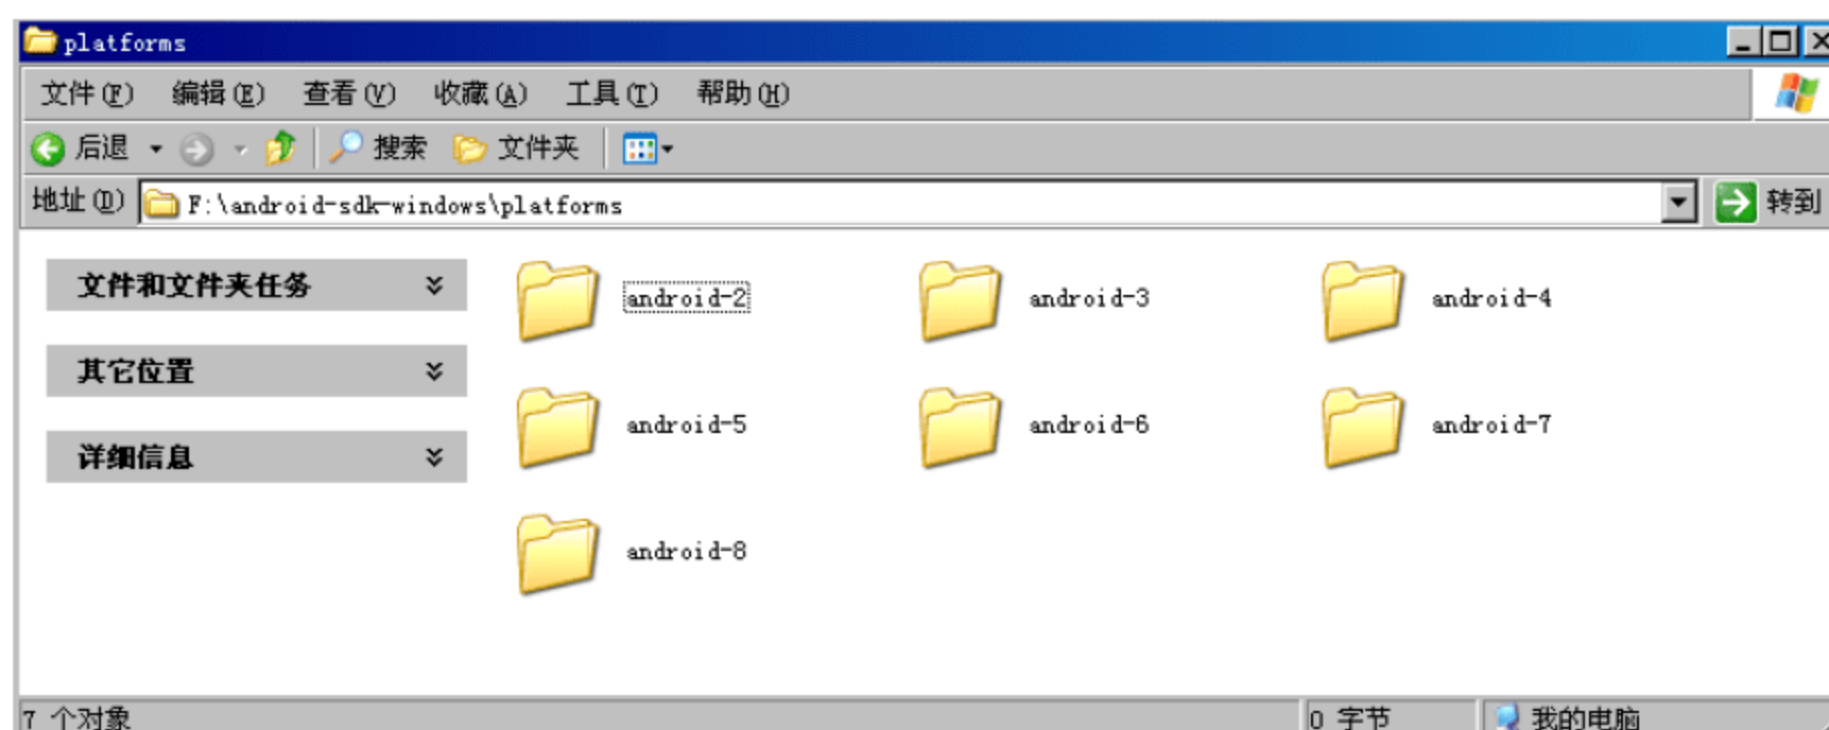 platforms
文件(F) 编辑(E) 查看(V) 收藏(A) 工具(T) 帮助(H)
后退 搜索 文件夹
地址(D) F:\android-sdk-windows\platforms 转到
文件和文件夹任务
其它位置
详细信息
android-2 android-3 android-4
android-5 android-6 android-7
android-8
7 个对象 0 字节 我的电脑